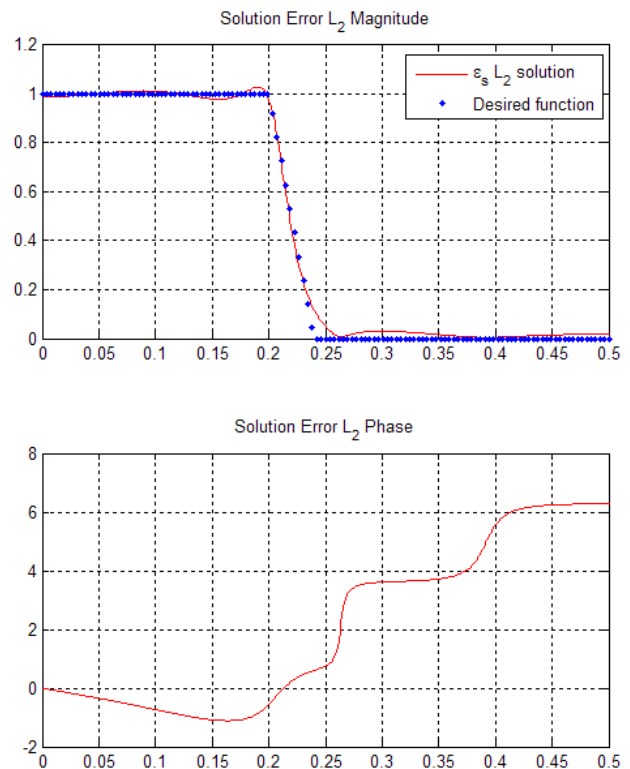 Solution Error L₂ Magnitude
1.2
1
0.8
0.6
0.4
0.2
0
εₛ L₂ solution
Desired function
0 0.05 0.1 0.15 0.2 0.25 0.3 0.35 0.4 0.45 0.5
Solution Error L₂ Phase
8
6
4
2
0
-2
0 0.05 0.1 0.15 0.2 0.25 0.3 0.35 0.4 0.45 0.5